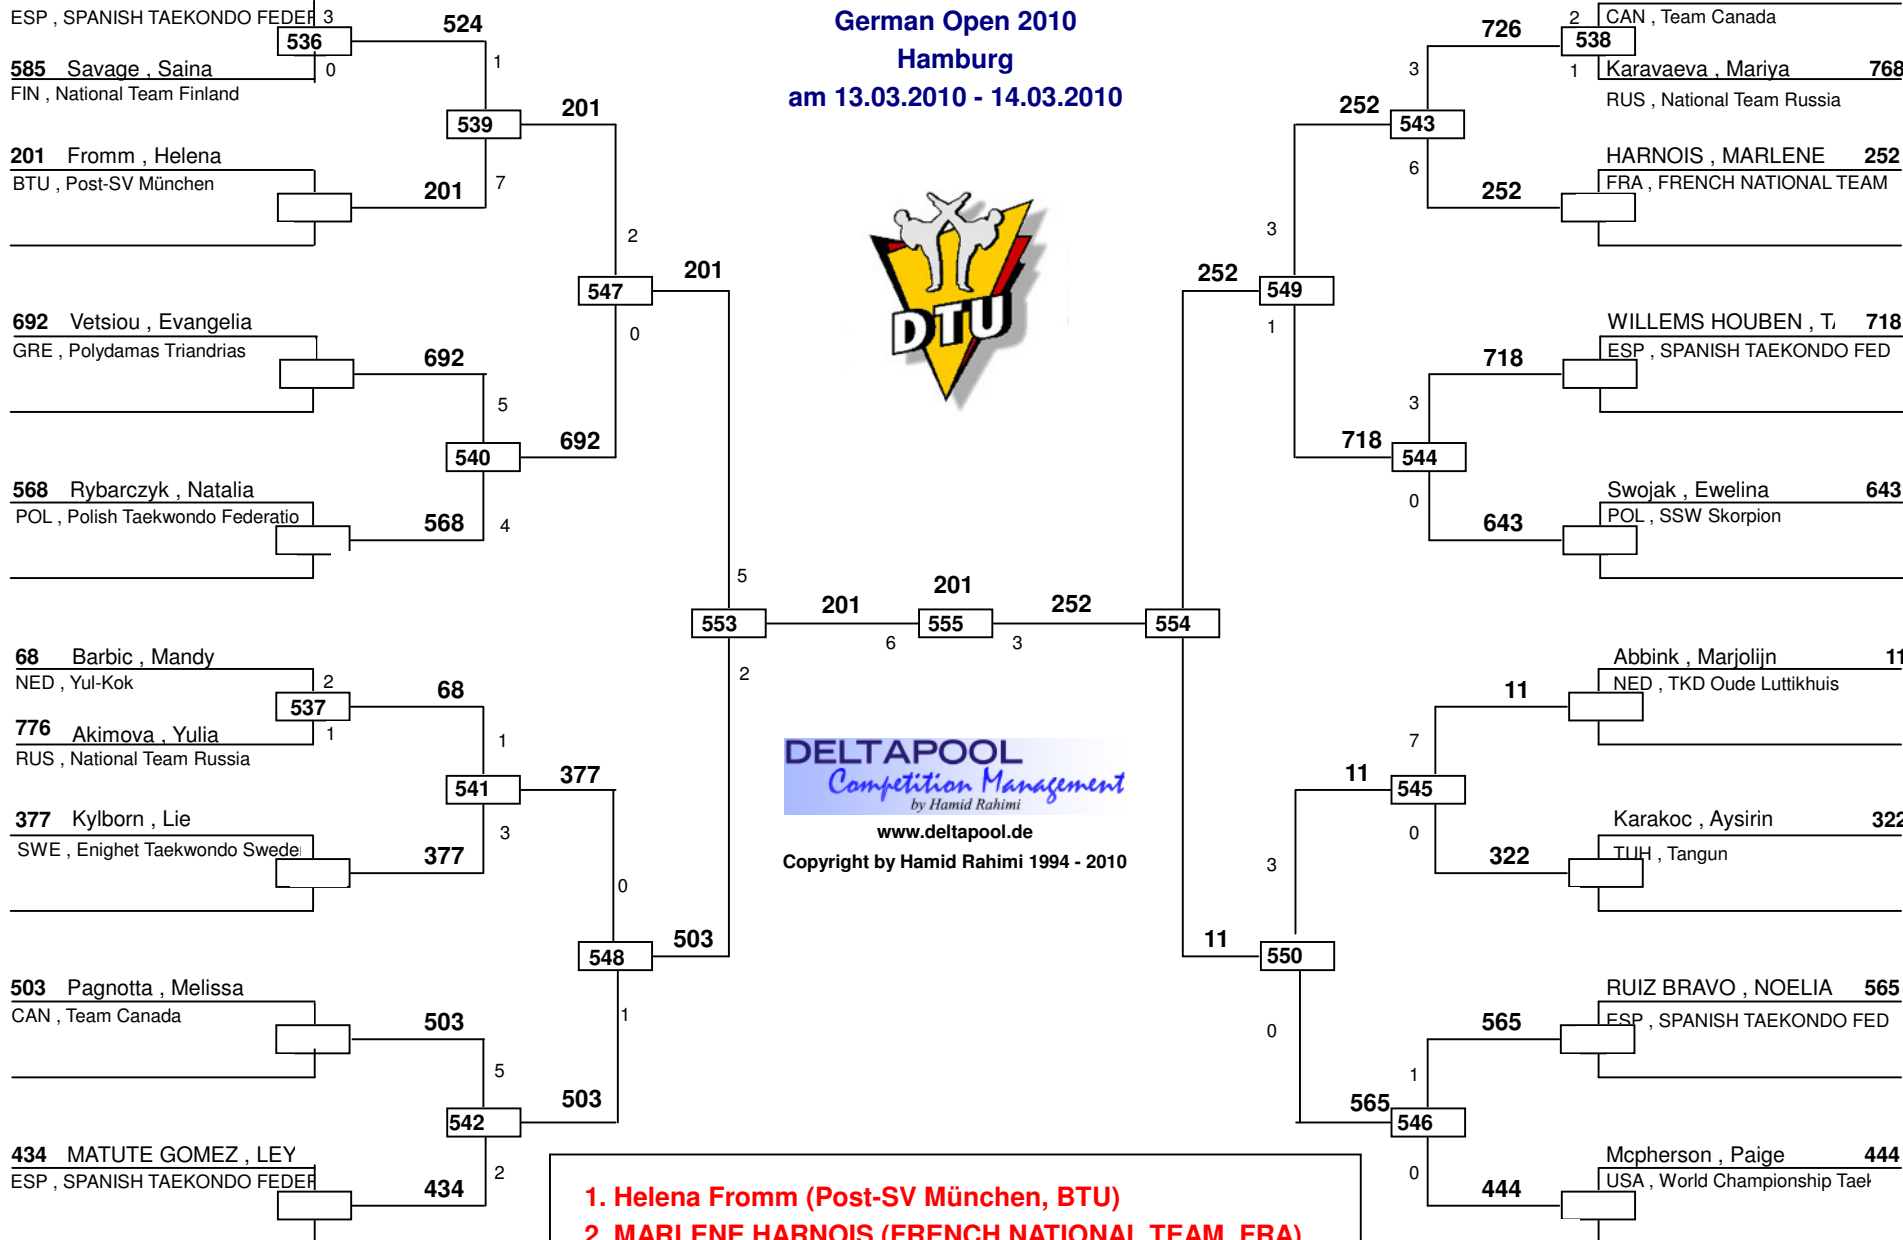 German Open 2010
Hamburg
am 13.03.2010 - 14.03.2010
ESP , SPANISH TAEKONDO FEDER 3
536
524
585 Savage , Saina 0
FIN , National Team Finland
1
539
201
201 Fromm , Helena
BTU , Post-SV München
201
7
2
547
201
0
692 Vetsiou , Evangelia
GRE , Polydamas Triandrias
692
5
540
692
568 Rybarczyk , Natalia
POL , Polish Taekwondo Federatio
568
4
5
553
201
6
2
68 Barbic , Mandy
NED , Yul-Kok
2
537
68
776 Akimova , Yulia
1
RUS , National Team Russia
1
541
377
377 Kylborn , Lie
SWE , Enighet Taekwondo Swede
377
3
0
548
503
1
503 Pagnotta , Melissa
CAN , Team Canada
503
5
542
503
434 MATUTE GOMEZ , LEY
ESP , SPANISH TAEKONDO FEDER
434
2
DTU
201
555
3
252
554
DELTAPOOL
Competition Management
by Hamid Rahimi
www.deltapool.de
Copyright by Hamid Rahimi 1994 - 2010
2 CAN , Team Canada
726
538
1 Karavaeva , Mariya 768
RUS , National Team Russia
3
252
543
6
HARNOIS , MARLENE 252
FRA , FRENCH NATIONAL TEAM
252
3
252
549
1
WILLEMS HOUBEN , T 718
ESP , SPANISH TAEKONDO FED
718
3
718
544
0
Swojak , Ewelina 643
POL , SSW Skorpion
643
Abbink , Marjolijn 11
NED , TKD Oude Luttikhuis
11
7
11
545
0
Karakoc , Aysirin 322
TUH , Tangun
322
3
11
550
0
RUIZ BRAVO , NOELIA 565
ESP , SPANISH TAEKONDO FED
565
1
565
546
0
Mcpherson , Paige 444
USA , World Championship Taek
444
1. Helena Fromm (Post-SV München, BTU)
2. MARLENE HARNOIS (FRENCH NATIONAL TEAM, FRA)